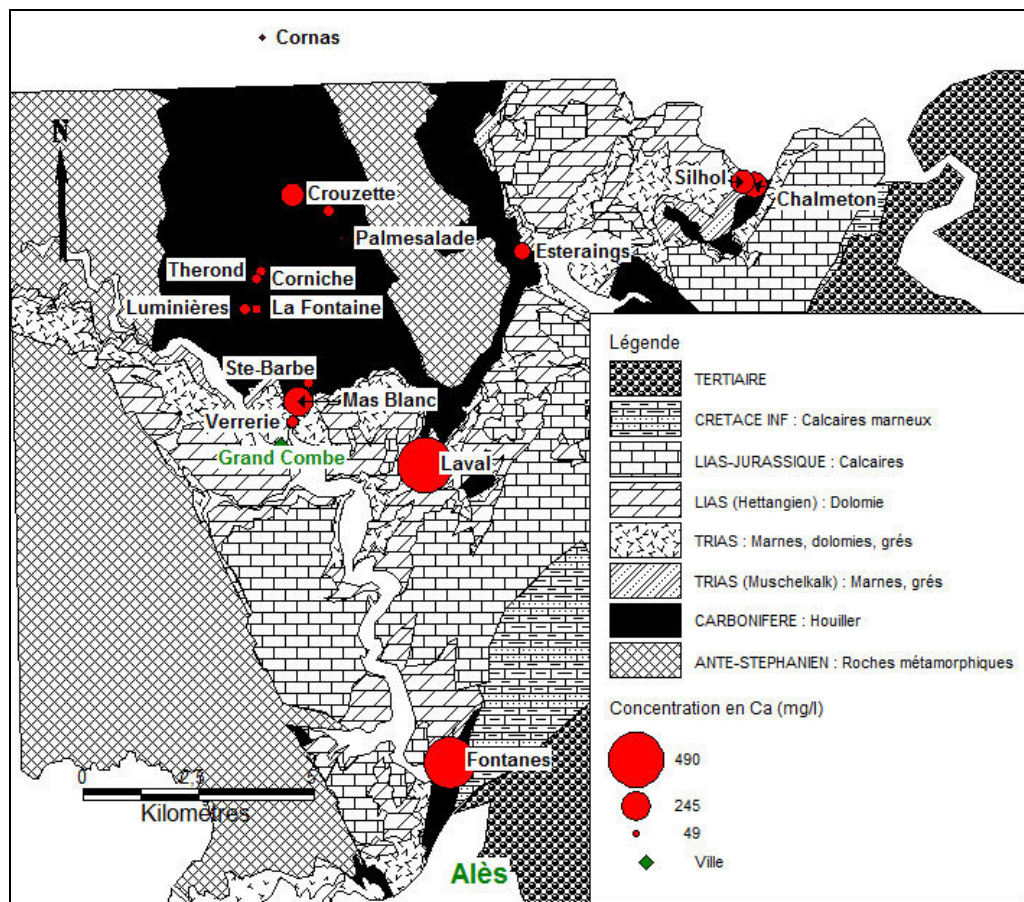 Cornas
N
Crouzette
Silhol
Chalmeton
Palmesalade
Esteraings
Therond
Corniche
Luminières
La Fontaine
Ste-Barbe
Mas Blanc
Verrerie
Grand Combe
Laval
Fontanes
Alès
0 2,5 5
Kilomètres
Légende
TERTIAIRE
CRETACE INF : Calcaires marneux
LIAS-JURASSIQUE : Calcaires
LIAS (Hettangien) : Dolomie
TRIAS : Marnes, dolomies, grés
TRIAS (Muschelkalk) : Marnes, grés
CARBONIFERE : Houiller
ANTE-STEPHANIEN : Roches métamorphiques
Concentration en Ca (mg/l)
490
245
49
Ville